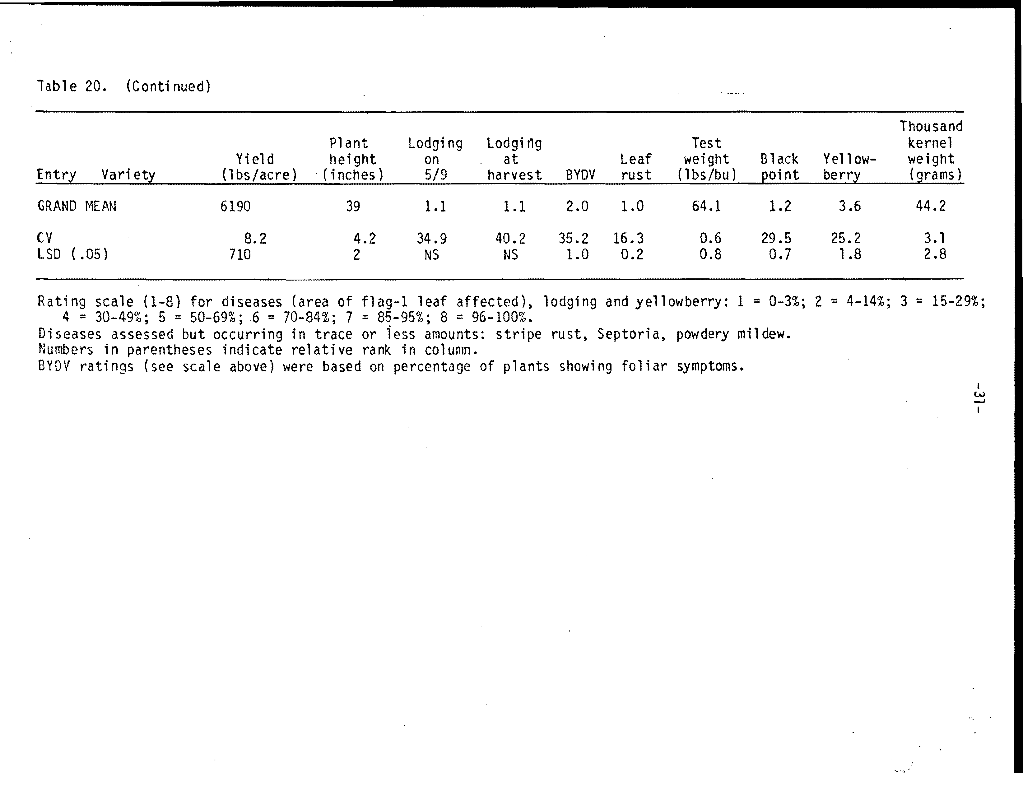 Table 20. (Continued)
Thousand
Plant Lodging Lodging Test kernel
Yield height on at Leaf weight Black Yellow- weight
Entry Variety (lbs/acre) (inches) 5/9 harvest BYDV rust (lbs/bu) point berry (grams)
GRAND MEAN 6190 39 1.1 1.1 2.0 1.0 64.1 1.2 3.6 44.2
CV 8.2 4.2 34.9 40.2 35.2 16.3 0.6 29.5 25.2 3.1
LSD (.05) 710 2 NS NS 1.0 0.2 0.8 0.7 1.8 2.8
Rating scale (1-8) for diseases (area of flag-1 leaf affected), lodging and yellowberry: 1 = 0-3%; 2 = 4-14%; 3 = 15-29%;
4 = 30-49%; 5 = 50-69%; 6 = 70-84%; 7 = 85-95%; 8 = 96-100%.
Diseases assessed but occurring in trace or less amounts: stripe rust, Septoria, powdery mildew.
Numbers in parentheses indicate relative rank in column.
BYDV ratings (see scale above) were based on percentage of plants showing foliar symptoms.
-31-